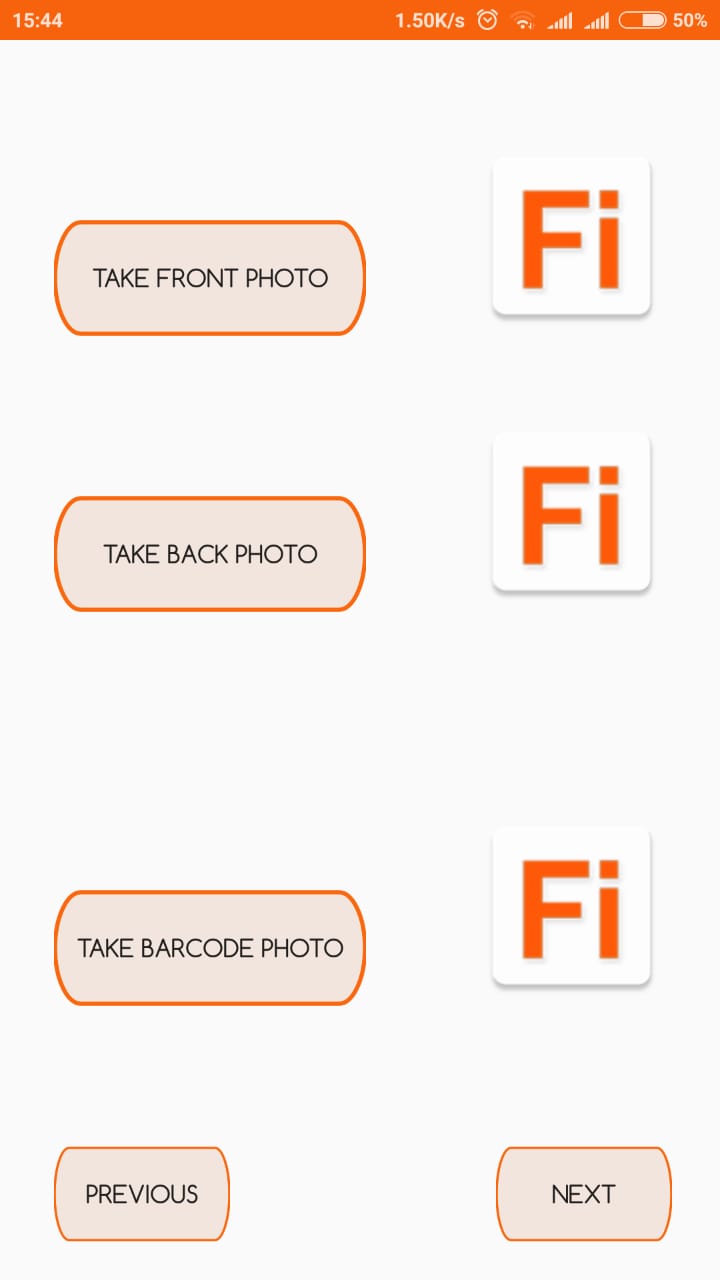 15:44 1.50K/s 50%
Fi
TAKE FRONT PHOTO
Fi
TAKE BACK PHOTO
Fi
TAKE BARCODE PHOTO
PREVIOUS NEXT